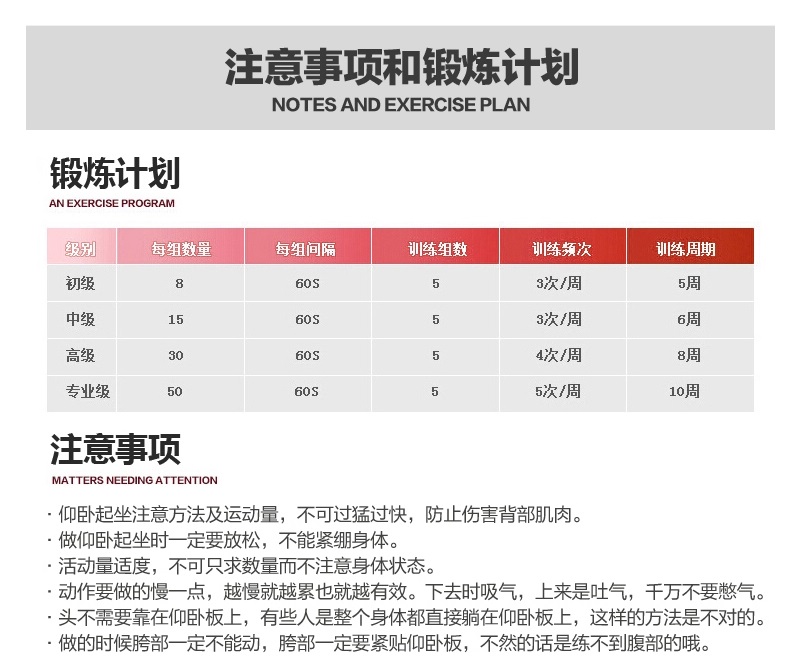 注意事项和锻炼计划
NOTES AND EXERCISE PLAN
锻炼计划
AN EXERCISE PROGRAM
级别 每组数量 每组间隔 训练组数 训练频次 训练周期
初级 8 60S 5 3次/周 5周
中级 15 60S 5 3次/周 6周
高级 30 60S 5 4次/周 8周
专业级 50 60S 5 5次/周 10周
注意事项
MATTERS NEEDING ATTENTION
· 仰卧起坐注意方法及运动量，不可过猛过快，防止伤害背部肌肉。
· 做仰卧起坐时一定要放松，不能紧绷身体。
· 活动量适度，不可只求数量而不注意身体状态。
· 动作要做的慢一点，越慢就越累也就越有效。下去时吸气，上来是吐气，千万不要憋气。
· 头不需要靠在仰卧板上，有些人是整个身体都直接躺在仰卧板上，这样的方法是不对的。
· 做的时候胯部一定不能动，胯部一定要紧贴仰卧板，不然的话是练不到腹部的哦。